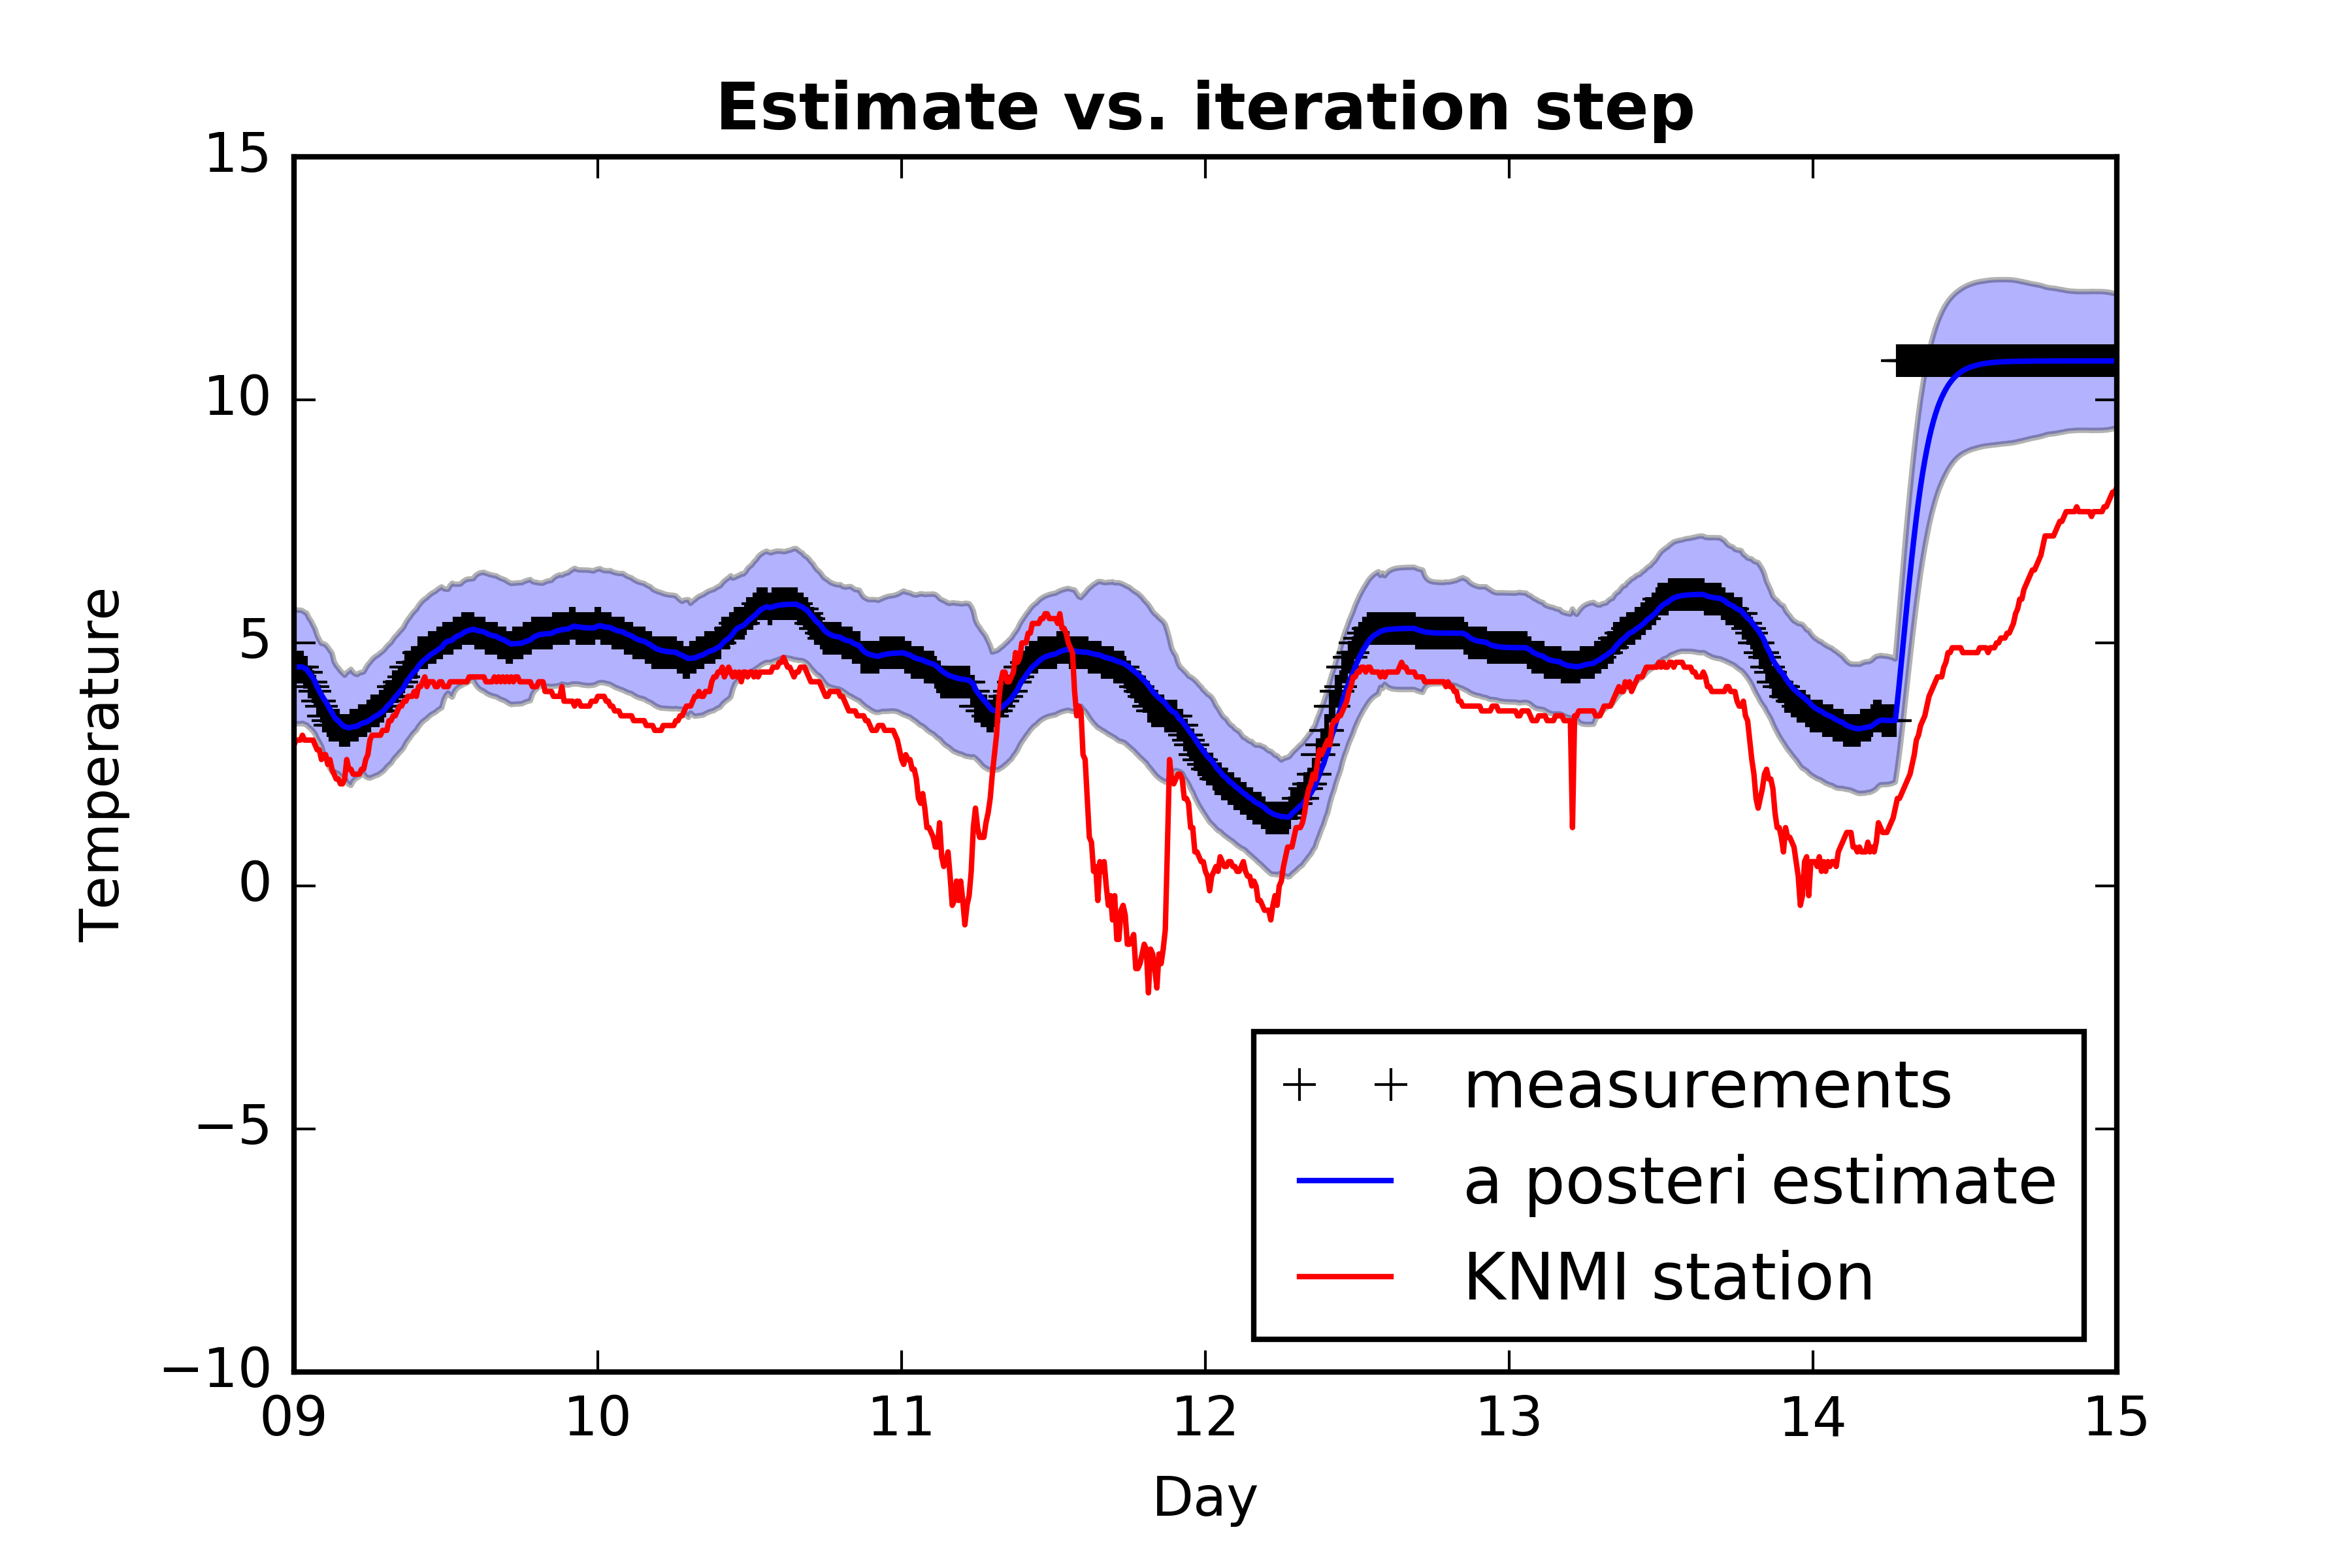 Estimate vs. iteration step
15
10
5
0
−5
−10
Temperature
measurements
a posteri estimate
KNMI station
09 10 11 12 13 14 15
Day